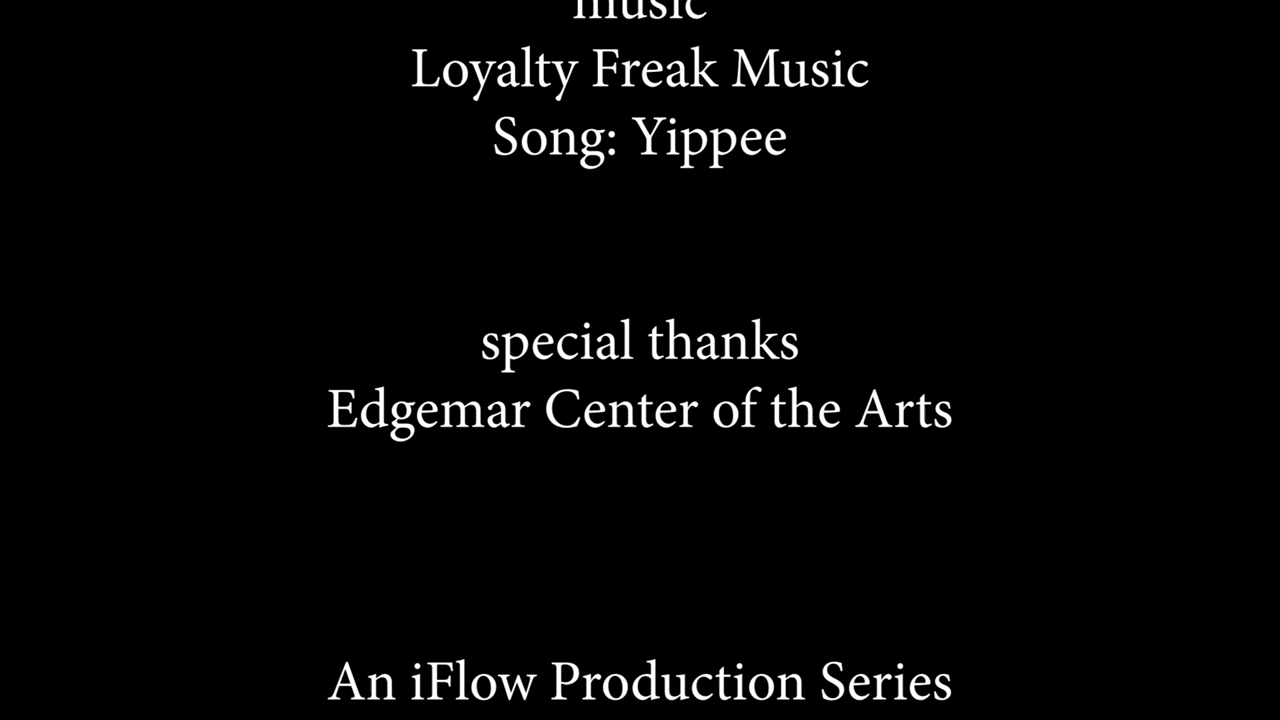 music
Loyalty Freak Music
Song: Yippee
special thanks
Edgemar Center of the Arts
An iFlow Production Series